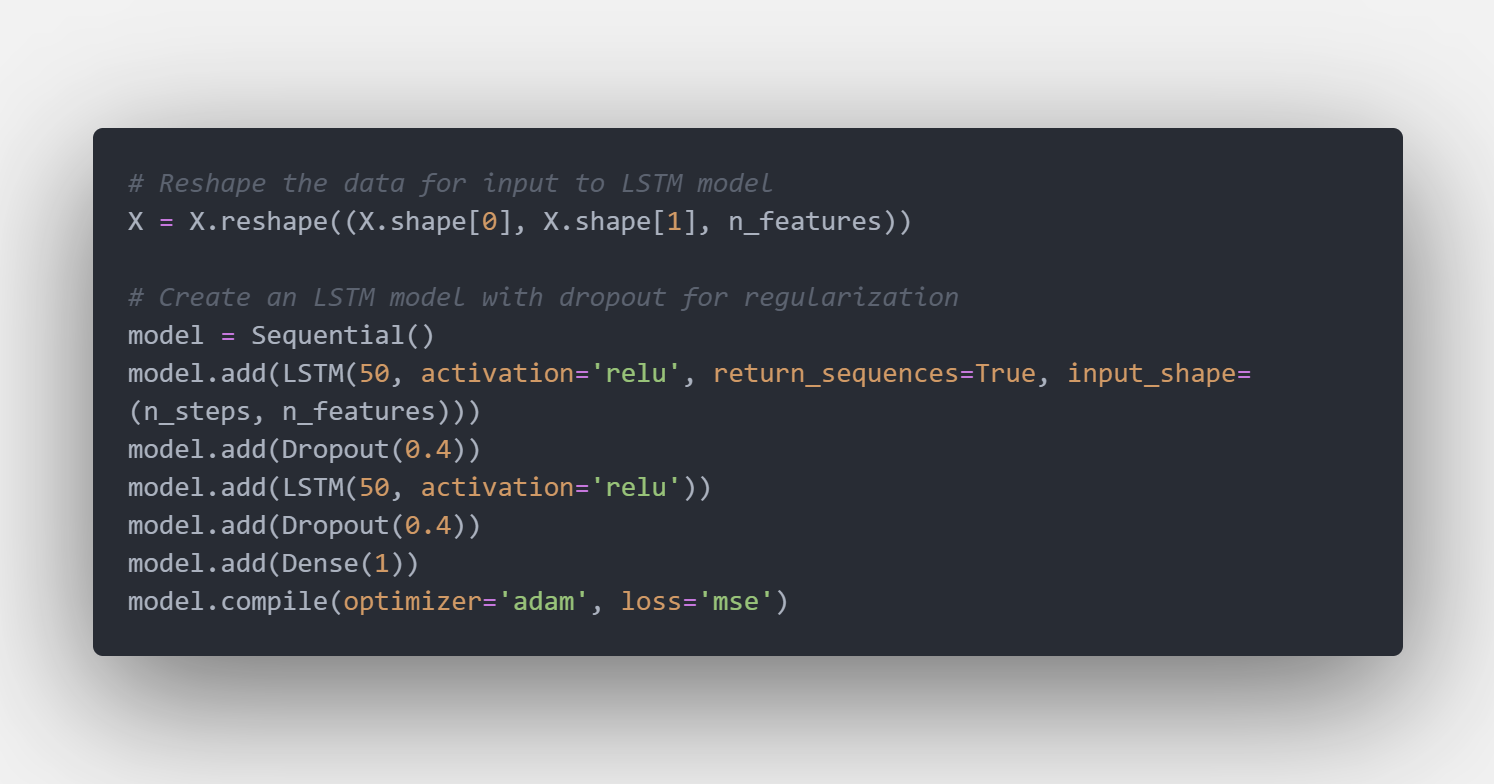 # Reshape the data for input to LSTM model
X = X.reshape((X.shape[0], X.shape[1], n_features))
# Create an LSTM model with dropout for regularization
model = Sequential()
model.add(LSTM(50, activation='relu', return_sequences=True, input_shape=
(n_steps, n_features)))
model.add(Dropout(0.4))
model.add(LSTM(50, activation='relu'))
model.add(Dropout(0.4))
model.add(Dense(1))
model.compile(optimizer='adam', loss='mse')